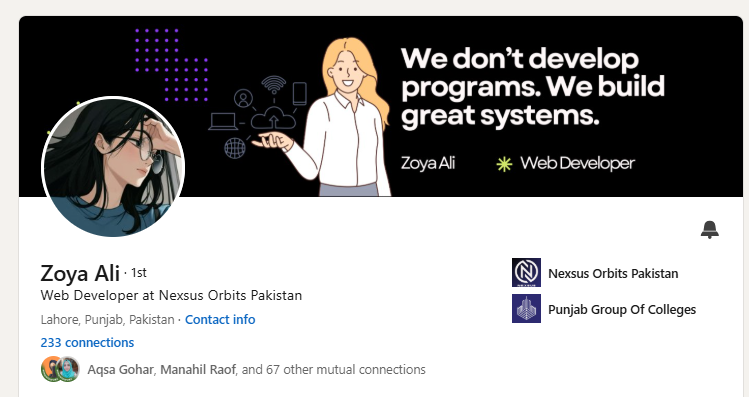 We don't develop
programs. We build
great systems.
Zoya Ali
Web Developer
Zoya Ali · 1st
Web Developer at Nexsus Orbits Pakistan
Lahore, Punjab, Pakistan · Contact info
233 connections
Aqsa Gohar, Manahil Raof, and 67 other mutual connections
NEXSUS
Nexsus Orbits Pakistan
Punjab Group Of Colleges